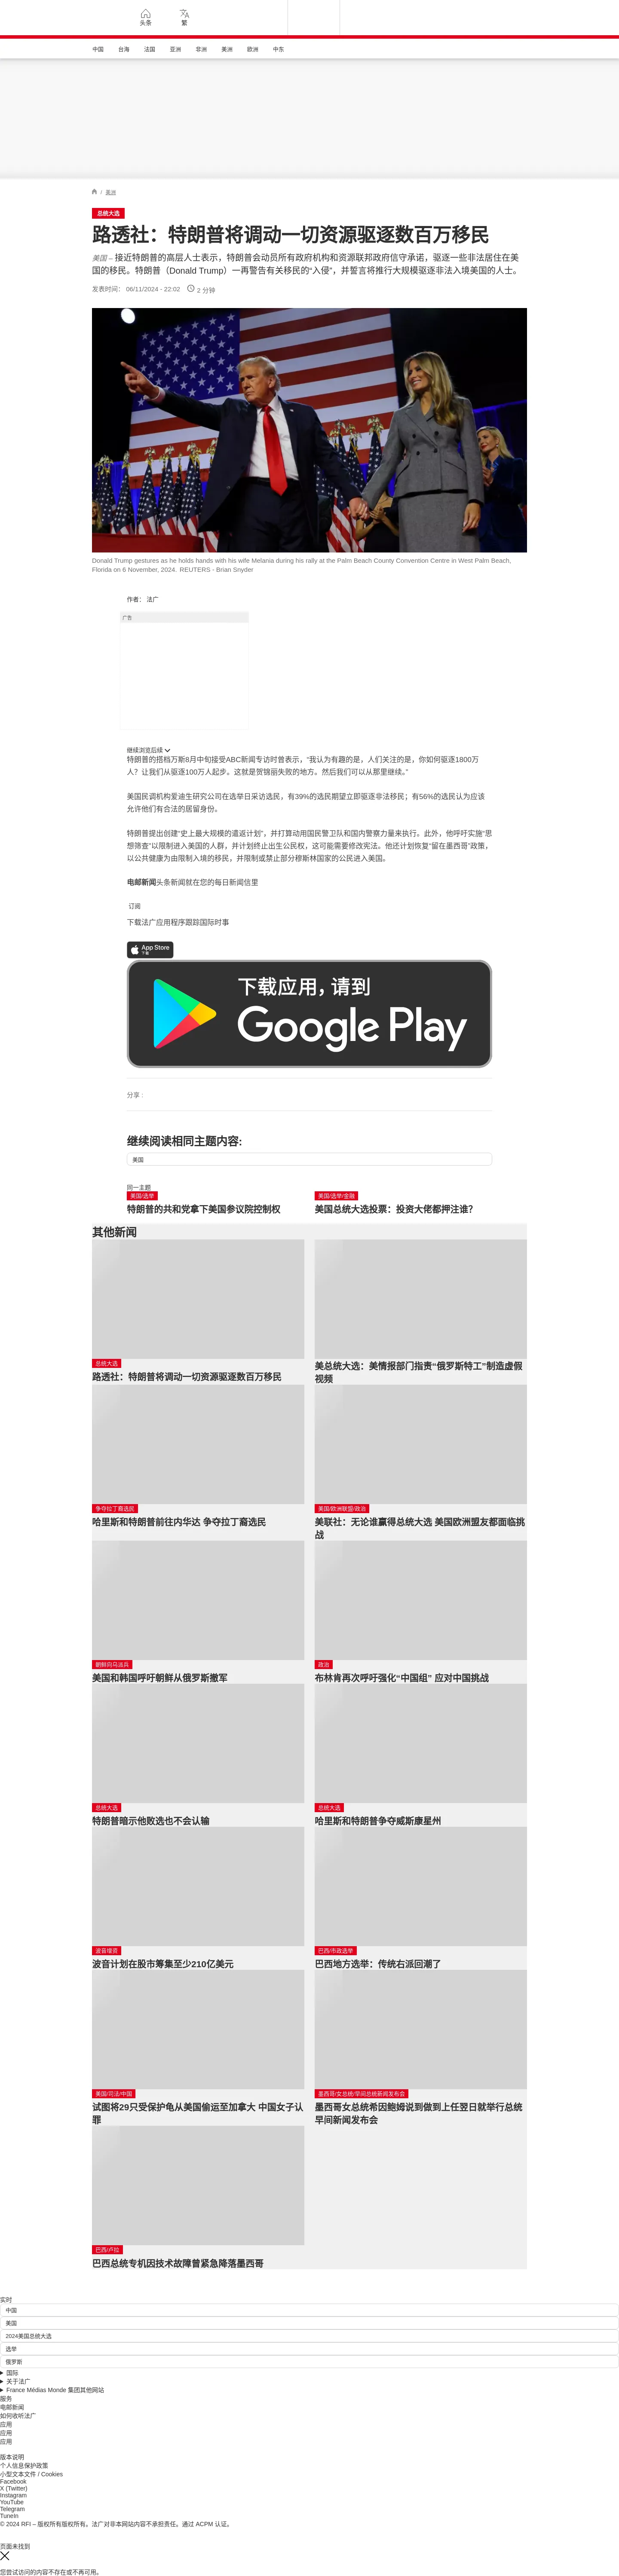 头条
繁
中国 台海 法国 亚洲 非洲 美洲 欧洲 中东
美洲
总统大选
路透社：特朗普将调动一切资源驱逐数百万移民
美国 – 接近特朗普的高层人士表示，特朗普会动员所有政府机构和资源联邦政府信守承诺，驱逐一些非法居住在美
国的移民。特朗普（Donald Trump）一再警告有关移民的“入侵”，并誓言将推行大规模驱逐非法入境美国的人士。
发表时间： 06/11/2024 - 22:02 2 分钟
Donald Trump gestures as he holds hands with his wife Melania during his rally at the Palm Beach County Convention Centre in West Palm Beach,
Florida on 6 November, 2024. REUTERS - Brian Snyder
作者： 法广
广告
继续浏览后续
特朗普的搭档万斯8月中旬接受ABC新闻专访时曾表示，“我认为有趣的是，人们关注的是，你如何驱逐1800万
人？让我们从驱逐100万人起步。这就是贺锦丽失败的地方。然后我们可以从那里继续。”
美国民调机构爱迪生研究公司在选举日采访选民，有39%的选民期望立即驱逐非法移民；有56%的选民认为应该
允许他们有合法的居留身份。
特朗普提出创建“史上最大规模的遣返计划”，并打算动用国民警卫队和国内警察力量来执行。此外，他呼吁实施“思
想筛查”以限制进入美国的人群，并计划终止出生公民权，这可能需要修改宪法。他还计划恢复“留在墨西哥”政策，
以公共健康为由限制入境的移民，并限制或禁止部分穆斯林国家的公民进入美国。
电邮新闻头条新闻就在您的每日新闻信里
订阅
下载法广应用程序跟踪国际时事
App Store
下载
下载应用，请到
Google Play
分享 :
继续阅读相同主题内容:
美国
同一主题
美国/选举
特朗普的共和党拿下美国参议院控制权
美国/选举/金融
美国总统大选投票：投资大佬都押注谁？
其他新闻
总统大选
路透社：特朗普将调动一切资源驱逐数百万移民
美总统大选：美情报部门指责“俄罗斯特工”制造虚假
视频
争夺拉丁裔选民
哈里斯和特朗普前往内华达 争夺拉丁裔选民
美国/欧洲联盟/政治
美联社：无论谁赢得总统大选 美国欧洲盟友都面临挑
战
朝鲜向乌派兵
美国和韩国呼吁朝鲜从俄罗斯撤军
政治
布林肯再次呼吁强化“中国组” 应对中国挑战
总统大选
特朗普暗示他败选也不会认输
总统大选
哈里斯和特朗普争夺威斯康星州
波音增资
波音计划在股市筹集至少210亿美元
巴西/市政选举
巴西地方选举：传统右派回潮了
美国/司法/中国
试图将29只受保护龟从美国偷运至加拿大 中国女子认
罪
墨西哥/女总统/早间总统新闻发布会
墨西哥女总统希因鲍姆说到做到上任翌日就举行总统
早间新闻发布会
巴西/卢拉
巴西总统专机因技术故障曾紧急降落墨西哥
实时
中国
美国
2024美国总统大选
选举
俄罗斯
国际
关于法广
France Médias Monde 集团其他网站
服务
电邮新闻
如何收听法广
应用
应用
应用
版本说明
个人信息保护政策
小型文本文件 / Cookies
Facebook
X (Twitter)
Instagram
YouTube
Telegram
TuneIn
© 2024 RFI – 版权所有版权所有。法广对非本网站内容不承担责任。通过 ACPM 认证。
页面未找到
您尝试访问的内容不存在或不再可用。